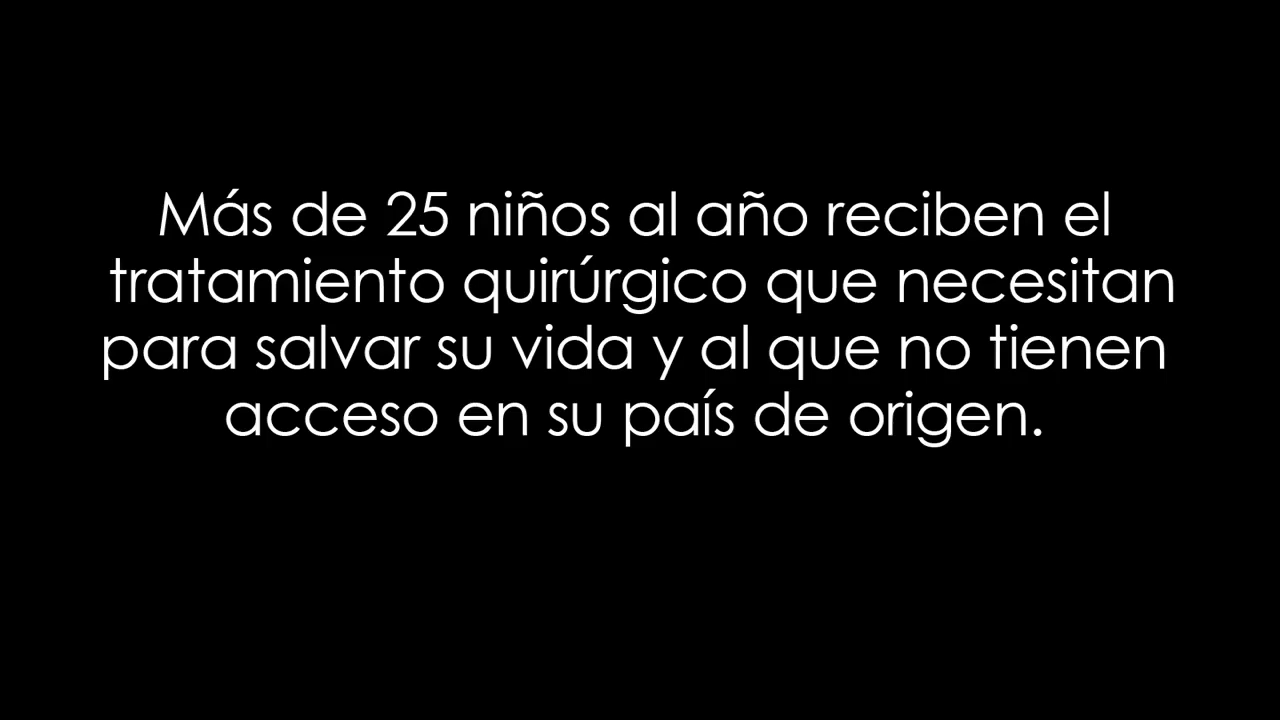 Más de 25 niños al año reciben el
tratamiento quirúrgico que necesitan
para salvar su vida y al que no tienen
acceso en su país de origen.